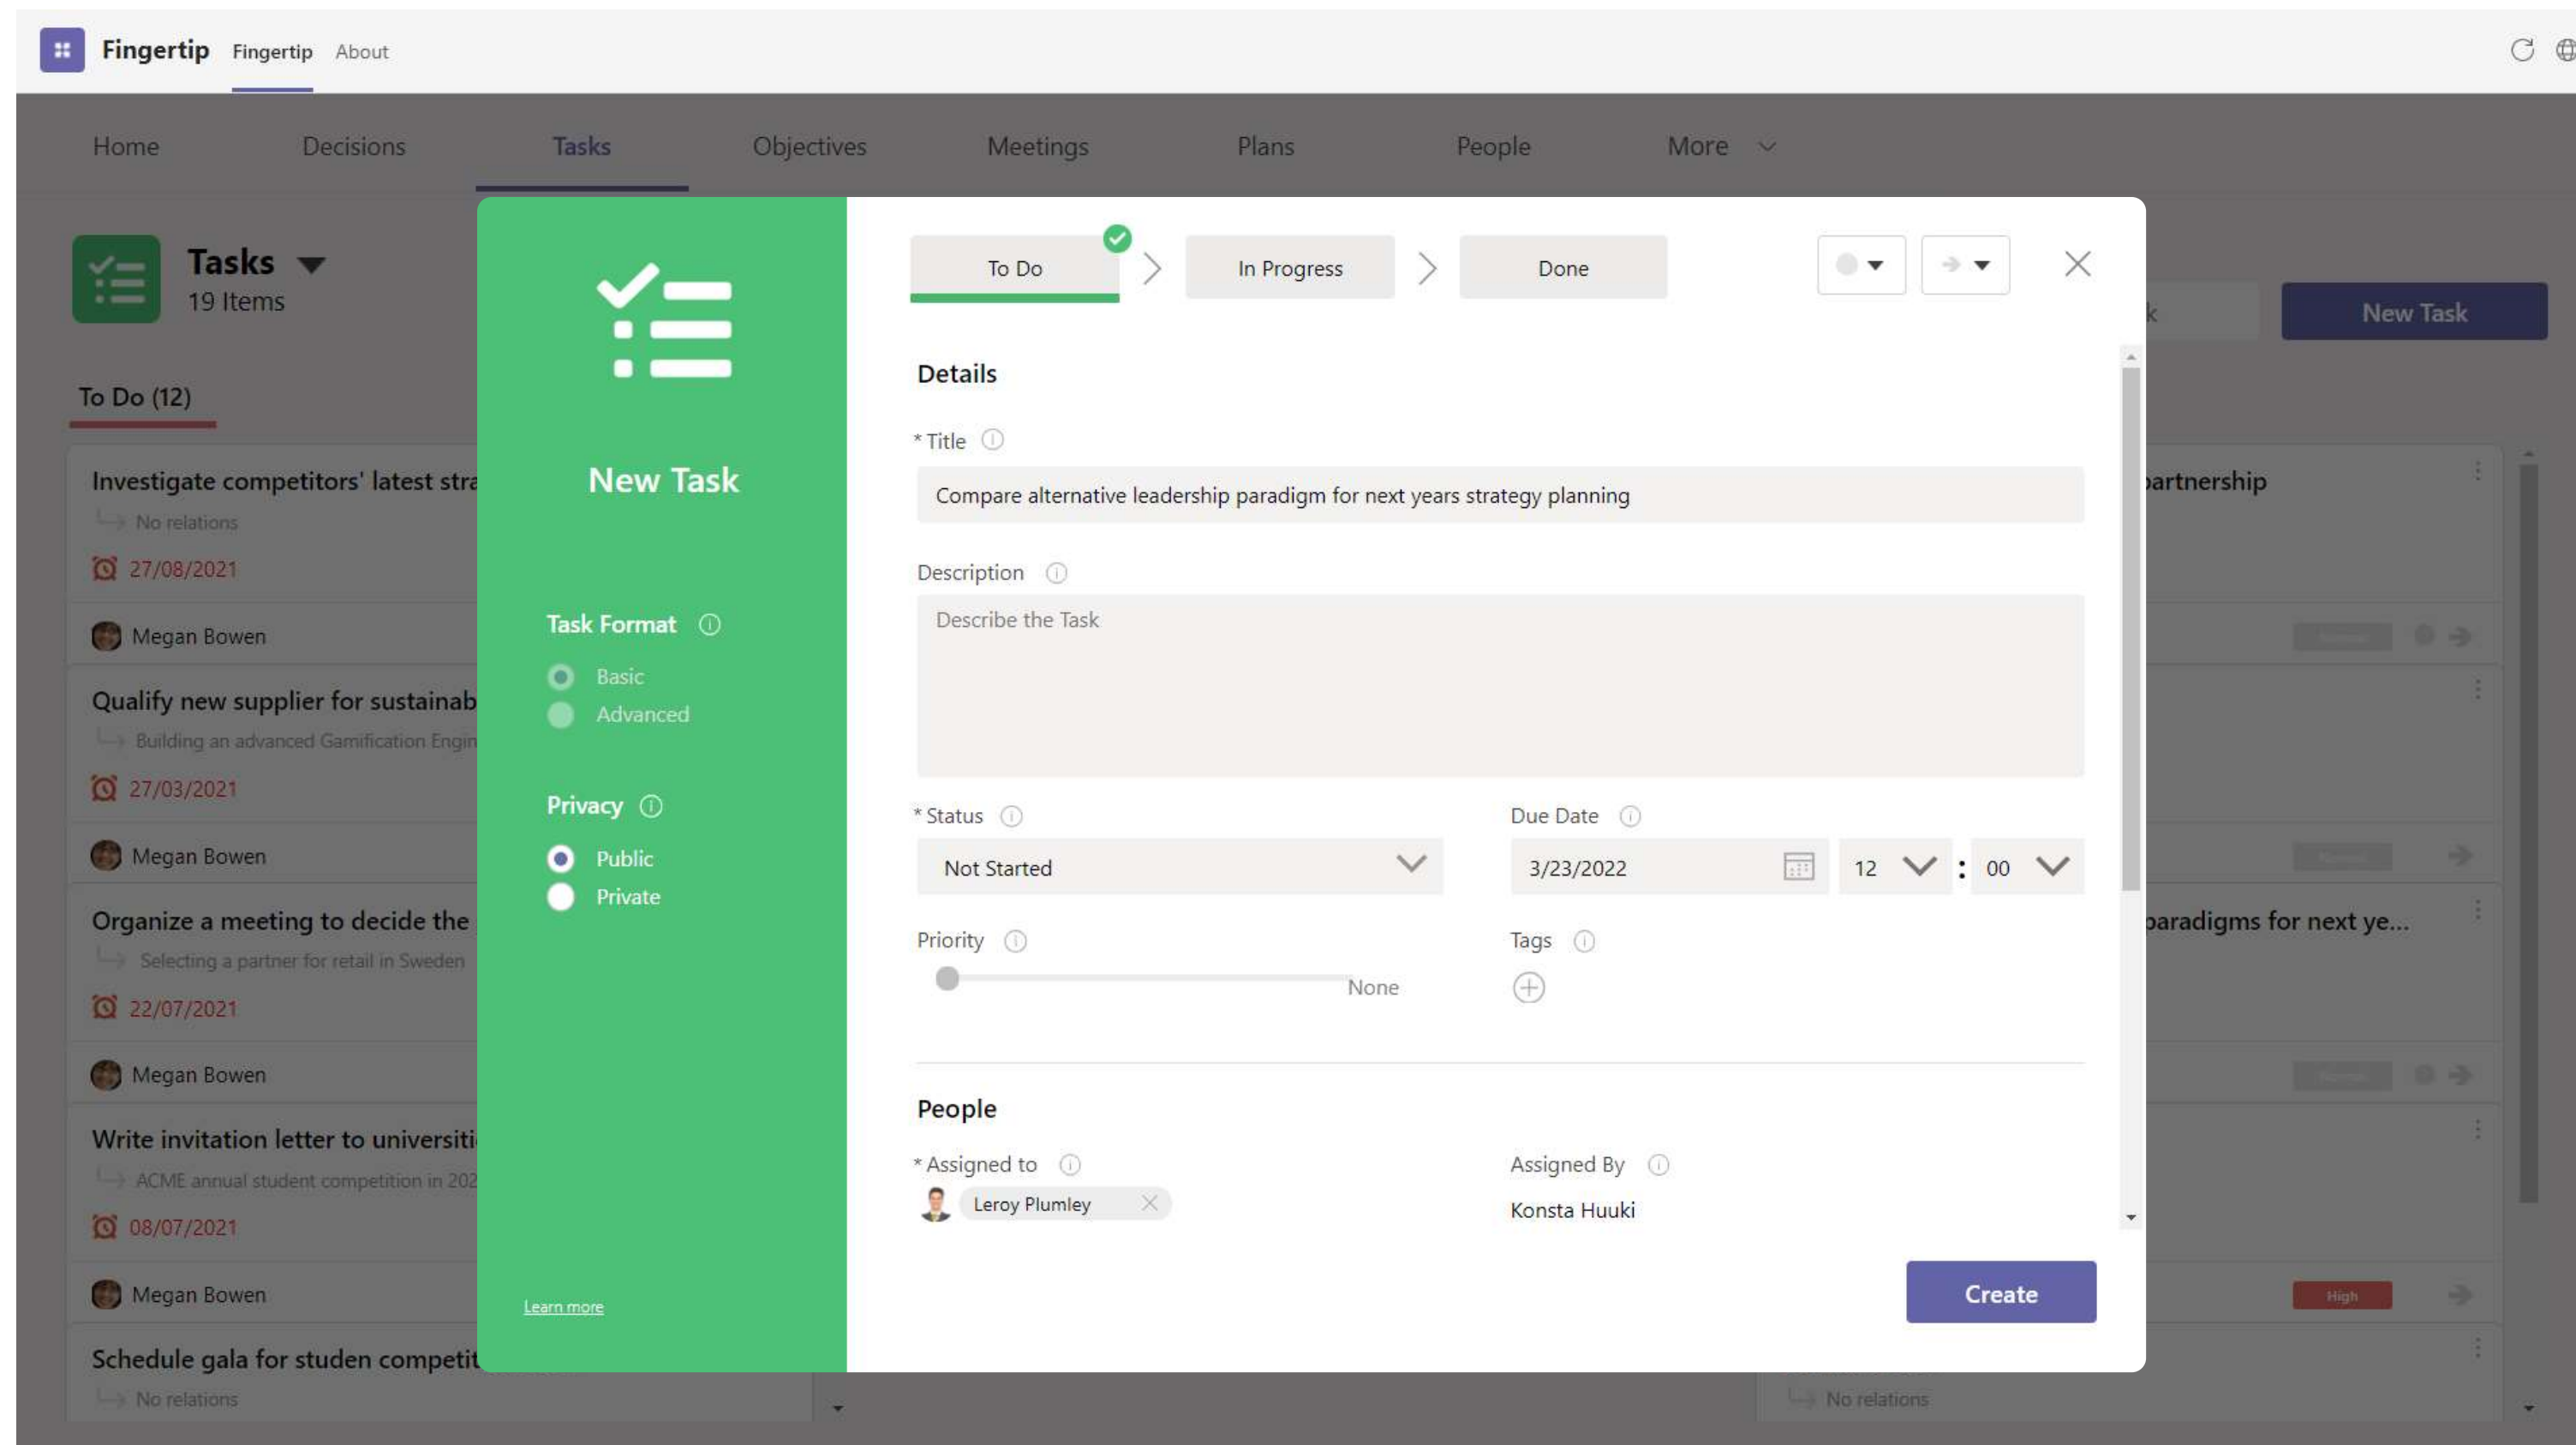 Fingertip Fingertip About
Home Decisions Tasks Objectives Meetings Plans People More
Tasks
19 Items
New Task
To Do (12)
Investigate competitors' latest stra
No relations
27/08/2021
Megan Bowen
Qualify new supplier for sustainab
Building an advanced Gamification Engin
27/03/2021
Megan Bowen
Organize a meeting to decide the
Selecting a partner for retail in Sweden
22/07/2021
Megan Bowen
Write invitation letter to universiti
ACME annual student competition in 202
08/07/2021
Megan Bowen
Schedule gala for studen competit
No relations
New Task
Task Format
Basic
Advanced
Privacy
Public
Private
Learn more
To Do In Progress Done
Details
* Title
Compare alternative leadership paradigm for next years strategy planning
Description
Describe the Task
* Status Due Date
Not Started 3/23/2022 12 : 00
Priority Tags
None
People
* Assigned to Assigned By
Leroy Plumley Konsta Huuki
Create
partnership
paradigms for next ye...
High
No relations